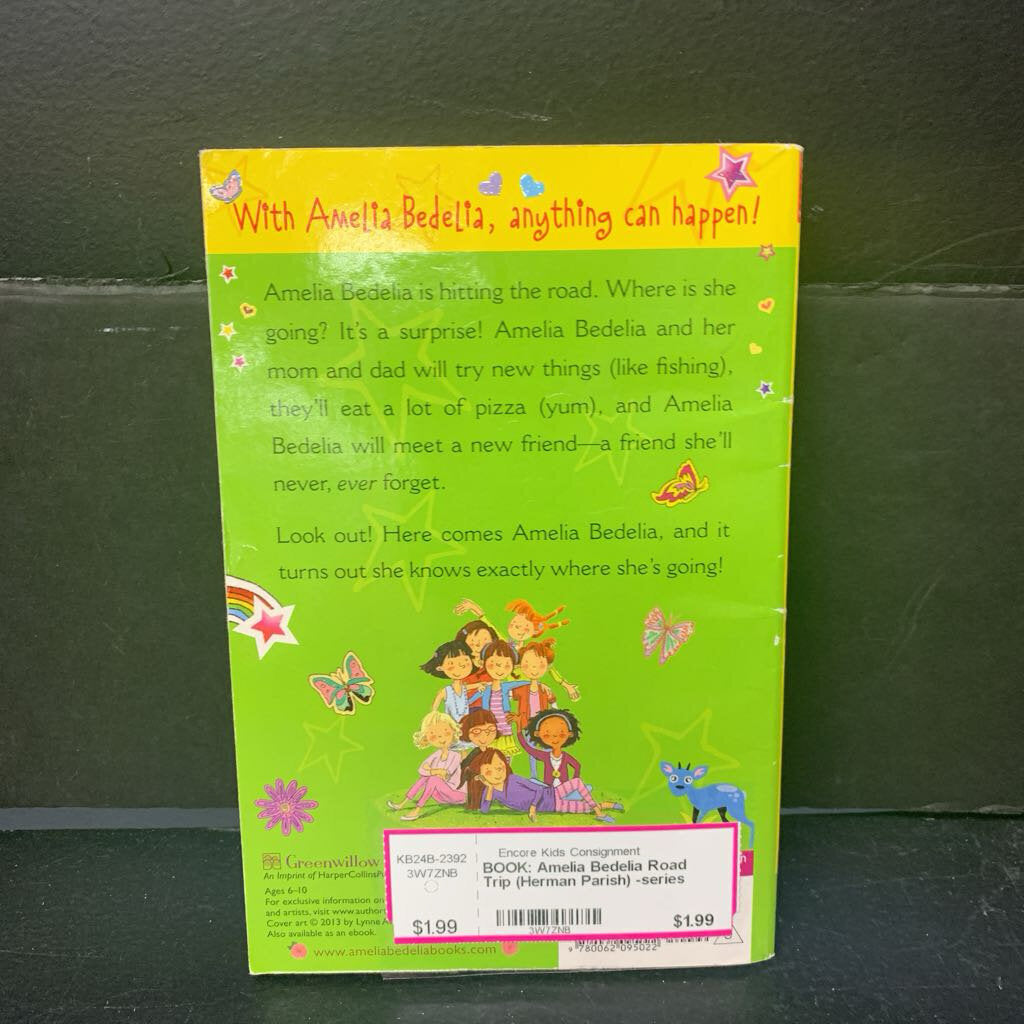 With Amelia Bedelia, anything can happen!
Amelia Bedelia is hitting the road. Where is she
going? It's a surprise! Amelia Bedelia and her
mom and dad will try new things (like fishing),
they'll eat a lot of pizza (yum), and Amelia
Bedelia will meet a new friend—a friend she'll
never, ever forget.
Look out! Here comes Amelia Bedelia, and it
turns out she knows exactly where she's going!
Greenwillow
An Imprint of HarperCollins
Ages 6–10
For exclusive information on
and artists, visit www.author
Cover art © 2013 by Lynne A
Also available as an ebook.
www.ameliabedeliabooks.com
KB24B-2392
3W7ZNB
$1.99
Encore Kids Consignment
BOOK: Amelia Bedelia Road
Trip (Herman Parish) -series
3W7ZNB
$1.99
9 780062 095022